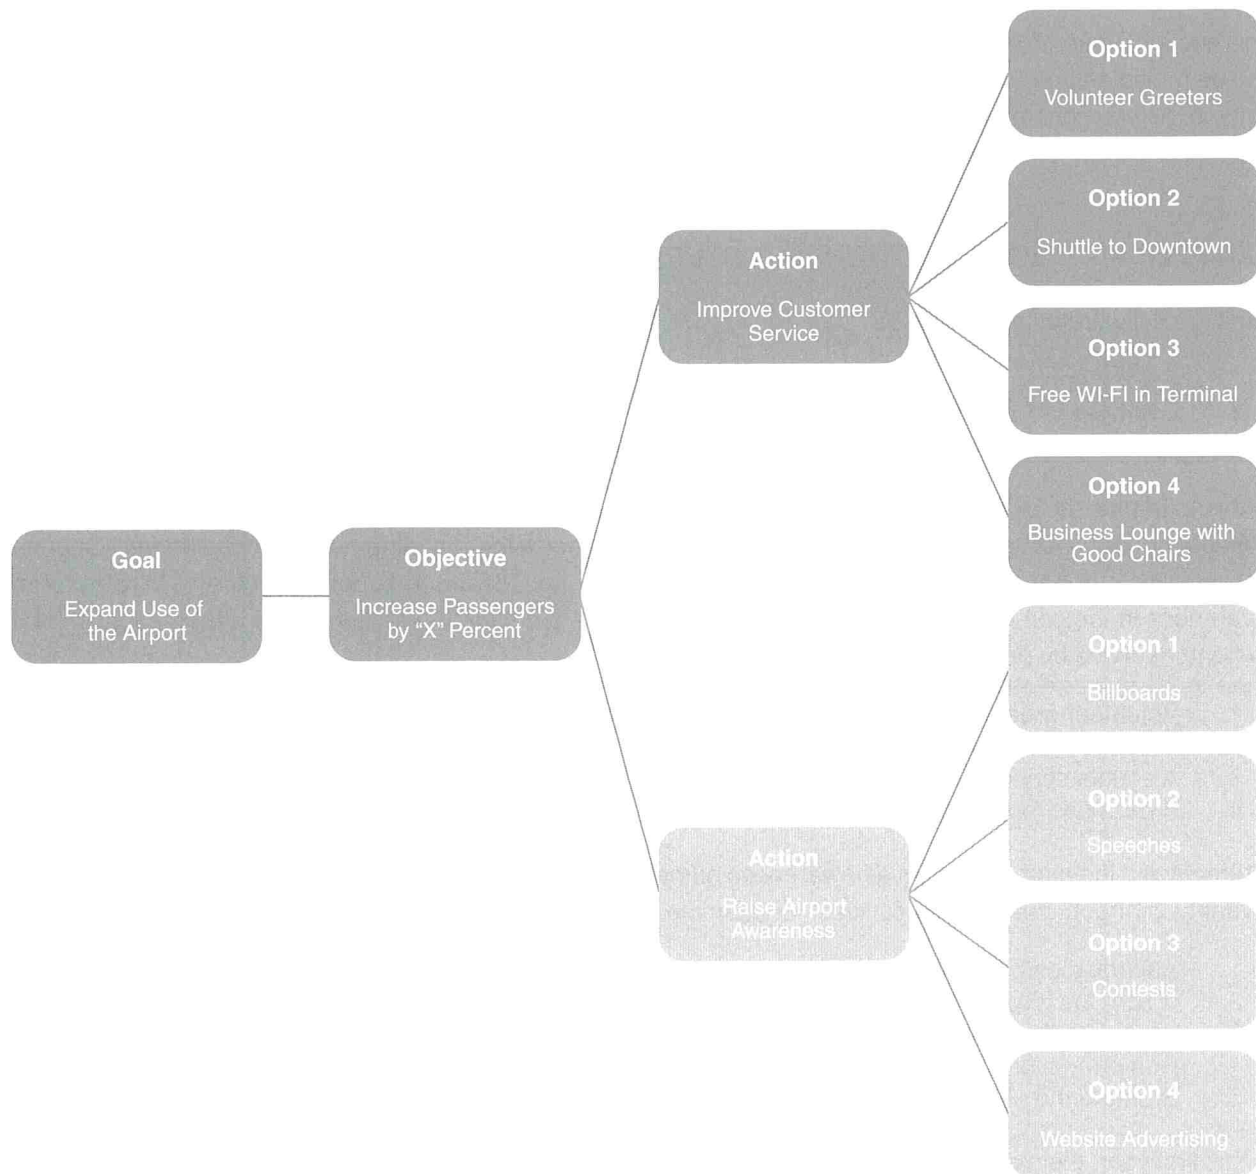 Goal
Expand Use of
the Airport
Objective
Increase Passengers
by “X” Percent
Action
Improve Customer
Service
Option 1
Volunteer Greeters
Option 2
Shuttle to Downtown
Option 3
Free WI-FI in Terminal
Option 4
Business Lounge with
Good Chairs
Action
Raise Airport
Awareness
Option 1
Billboards
Option 2
Speeches
Option 3
Contests
Option 4
Website Advertising